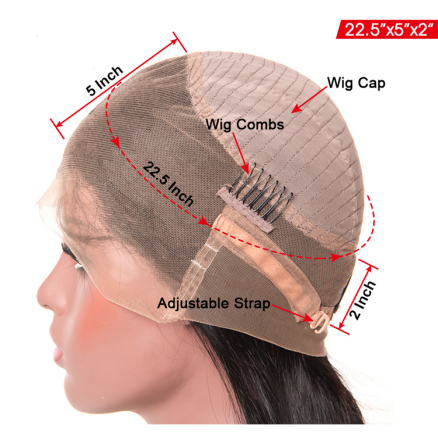 22.5"x5"x2"
5 Inch
Wig Cap
Wig Combs
22.5 Inch
2 Inch
Adjustable Strap